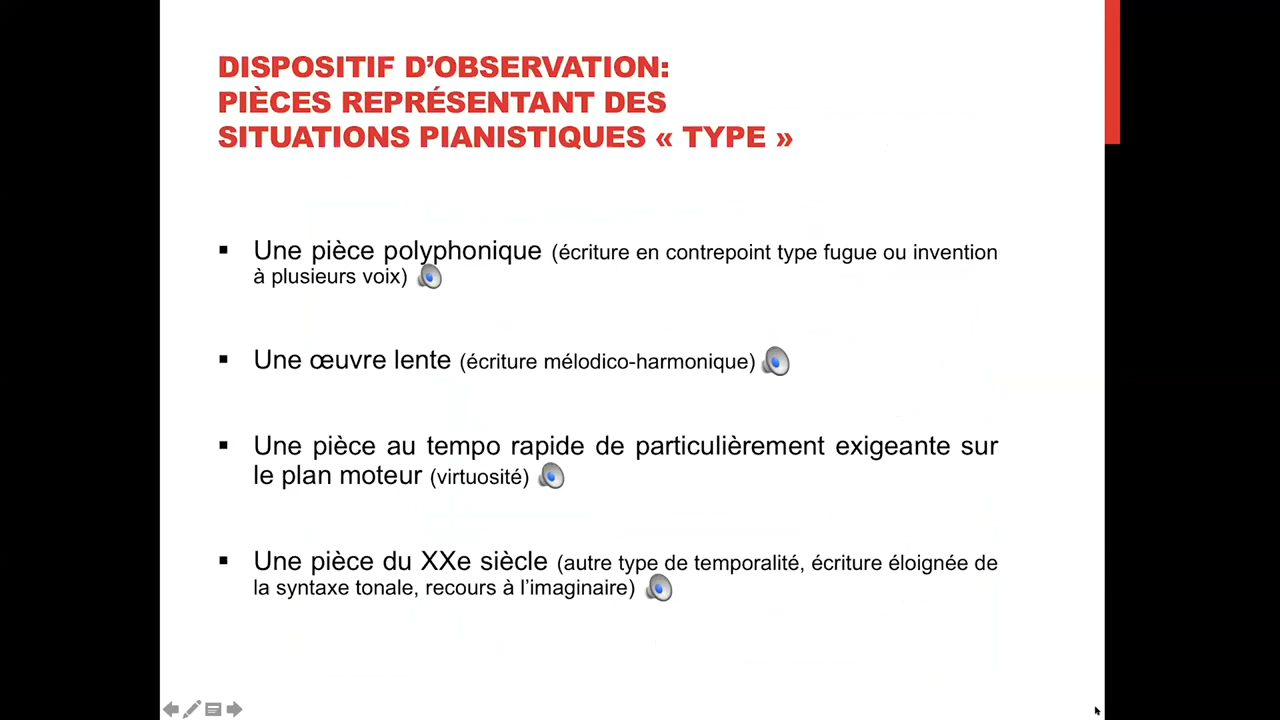 DISPOSITIF D’OBSERVATION:
PIÈCES REPRÉSENTANT DES
SITUATIONS PIANISTIQUES « TYPE »
▪ Une pièce polyphonique (écriture en contrepoint type fugue ou invention
à plusieurs voix)
▪ Une œuvre lente (écriture mélodico-harmonique)
▪ Une pièce au tempo rapide de particulièrement exigeante sur
le plan moteur (virtuosité)
▪ Une pièce du XXe siècle (autre type de temporalité, écriture éloignée de
la syntaxe tonale, recours à l’imaginaire)